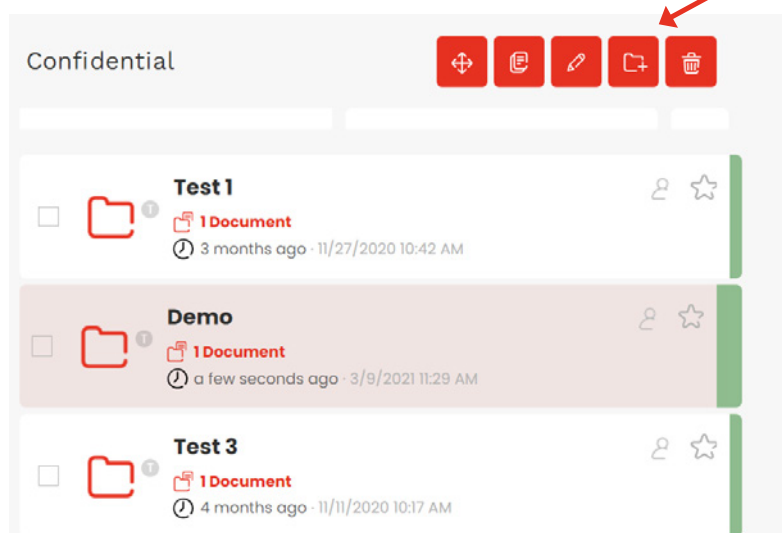 Confidential
Test 1
T
1 Document
3 months ago · 11/27/2020 10:42 AM
Demo
T
1 Document
a few seconds ago · 3/9/2021 11:29 AM
Test 3
T
1 Document
4 months ago · 11/11/2020 10:17 AM